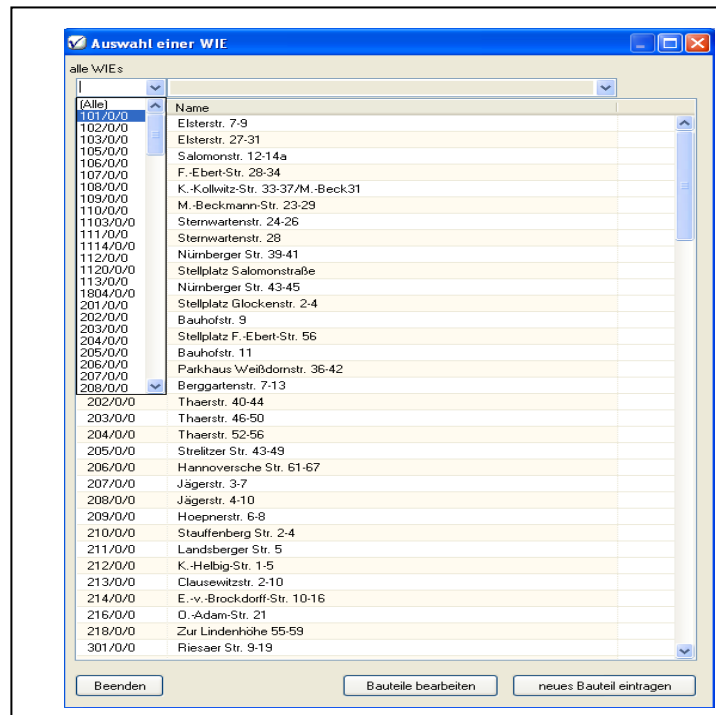 Auswahl einer WIE
alle WIEs
(Alle)
101/0/0
102/0/0
103/0/0
105/0/0
106/0/0
107/0/0
108/0/0
109/0/0
110/0/0
1103/0/0
111/0/0
1114/0/0
112/0/0
1120/0/0
113/0/0
1804/0/0
201/0/0
202/0/0
203/0/0
204/0/0
205/0/0
206/0/0
207/0/0
208/0/0
Name
Elsterstr. 7-9
Elsterstr. 27-31
Salomonstr. 12-14a
F.-Ebert-Str. 28-34
K.-Kollwitz-Str. 33-37/M.-Beck31
M.-Beckmann-Str. 23-29
Sternwartenstr. 24-26
Sternwartenstr. 28
Nürnberger Str. 39-41
Stellplatz Salomonstraße
Nürnberger Str. 43-45
Stellplatz Glockenstr. 2-4
Bauhofstr. 9
Stellplatz F.-Ebert-Str. 56
Bauhofstr. 11
Parkhaus Weißdornstr. 36-42
Berggartenstr. 7-13
202/0/0 Thaerstr. 40-44
203/0/0 Thaerstr. 46-50
204/0/0 Thaerstr. 52-56
205/0/0 Strelitzer Str. 43-49
206/0/0 Hannoversche Str. 61-67
207/0/0 Jägerstr. 3-7
208/0/0 Jägerstr. 4-10
209/0/0 Hoepnerstr. 6-8
210/0/0 Stauffenberg Str. 2-4
211/0/0 Landsberger Str. 5
212/0/0 K.-Helbig-Str. 1-5
213/0/0 Clausewitzstr. 2-10
214/0/0 E.-v.-Brockdorff-Str. 10-16
216/0/0 O.-Adam-Str. 21
218/0/0 Zur Lindenhöhe 55-59
301/0/0 Riesaer Str. 9-19
Beenden
Bauteile bearbeiten
neues Bauteil eintragen